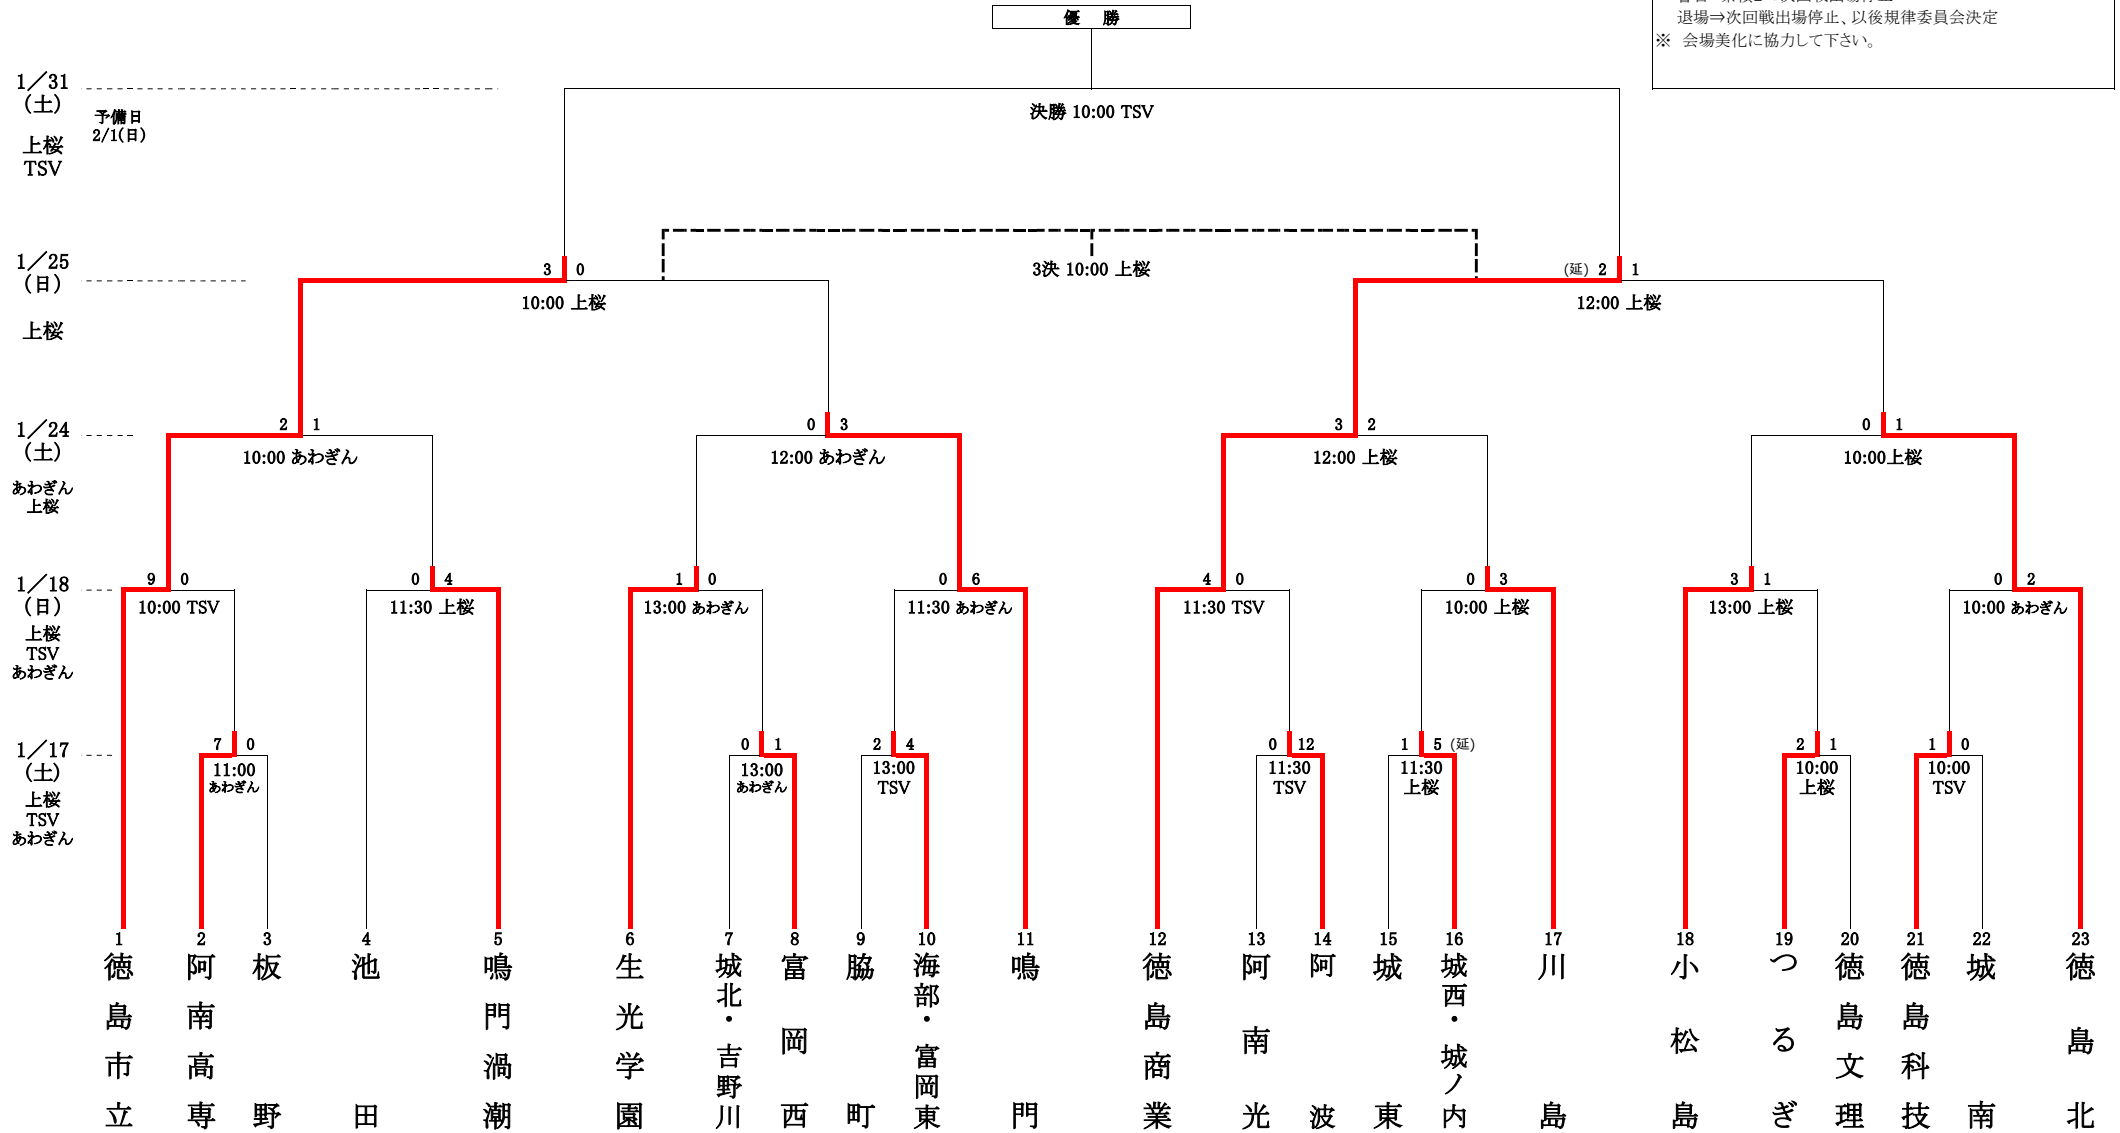 優　勝
退場⇒次回戦出場停止、以後規律委員会決定
※　会場美化に協力して下さい。
1／31
（土）
上桜
TSV
予備日
2/1(日)
決勝 10:00 TSV
1／25
（日）
上桜
3 0
10:00 上桜
3決 10:00 上桜
(延) 2 1
12:00 上桜
1／24
（土）
あわぎん
上桜
2 1
10:00 あわぎん
0 3
12:00 あわぎん
3 2
12:00 上桜
0 1
10:00上桜
1／18
（日）
上桜
TSV
あわぎん
9 0
10:00 TSV
0 4
11:30 上桜
1 0
13:00 あわぎん
0 6
11:30 あわぎん
4 0
11:30 TSV
0 3
10:00 上桜
3 1
13:00 上桜
0 2
10:00 あわぎん
1／17
（土）
上桜
TSV
あわぎん
7 0
11:00
あわぎん
0 1
13:00
あわぎん
2 4
13:00
TSV
0 12
11:30
TSV
1 5 (延)
11:30
上桜
2 1
10:00
上桜
1 0
10:00
TSV
1 徳島市立
2 阿南高専
3 板野
4 池田
5 鳴門渦潮
6 生光学園
7 城北・吉野川
8 富岡西
9 脇町
10 海部・富岡東
11 鳴門
12 徳島商業
13 阿南光
14 阿波
15 城東
16 城西・城ノ内
17 川島
18 小松島
19 つるぎ
20 徳島文理
21 徳島科技
22 城南
23 徳島北